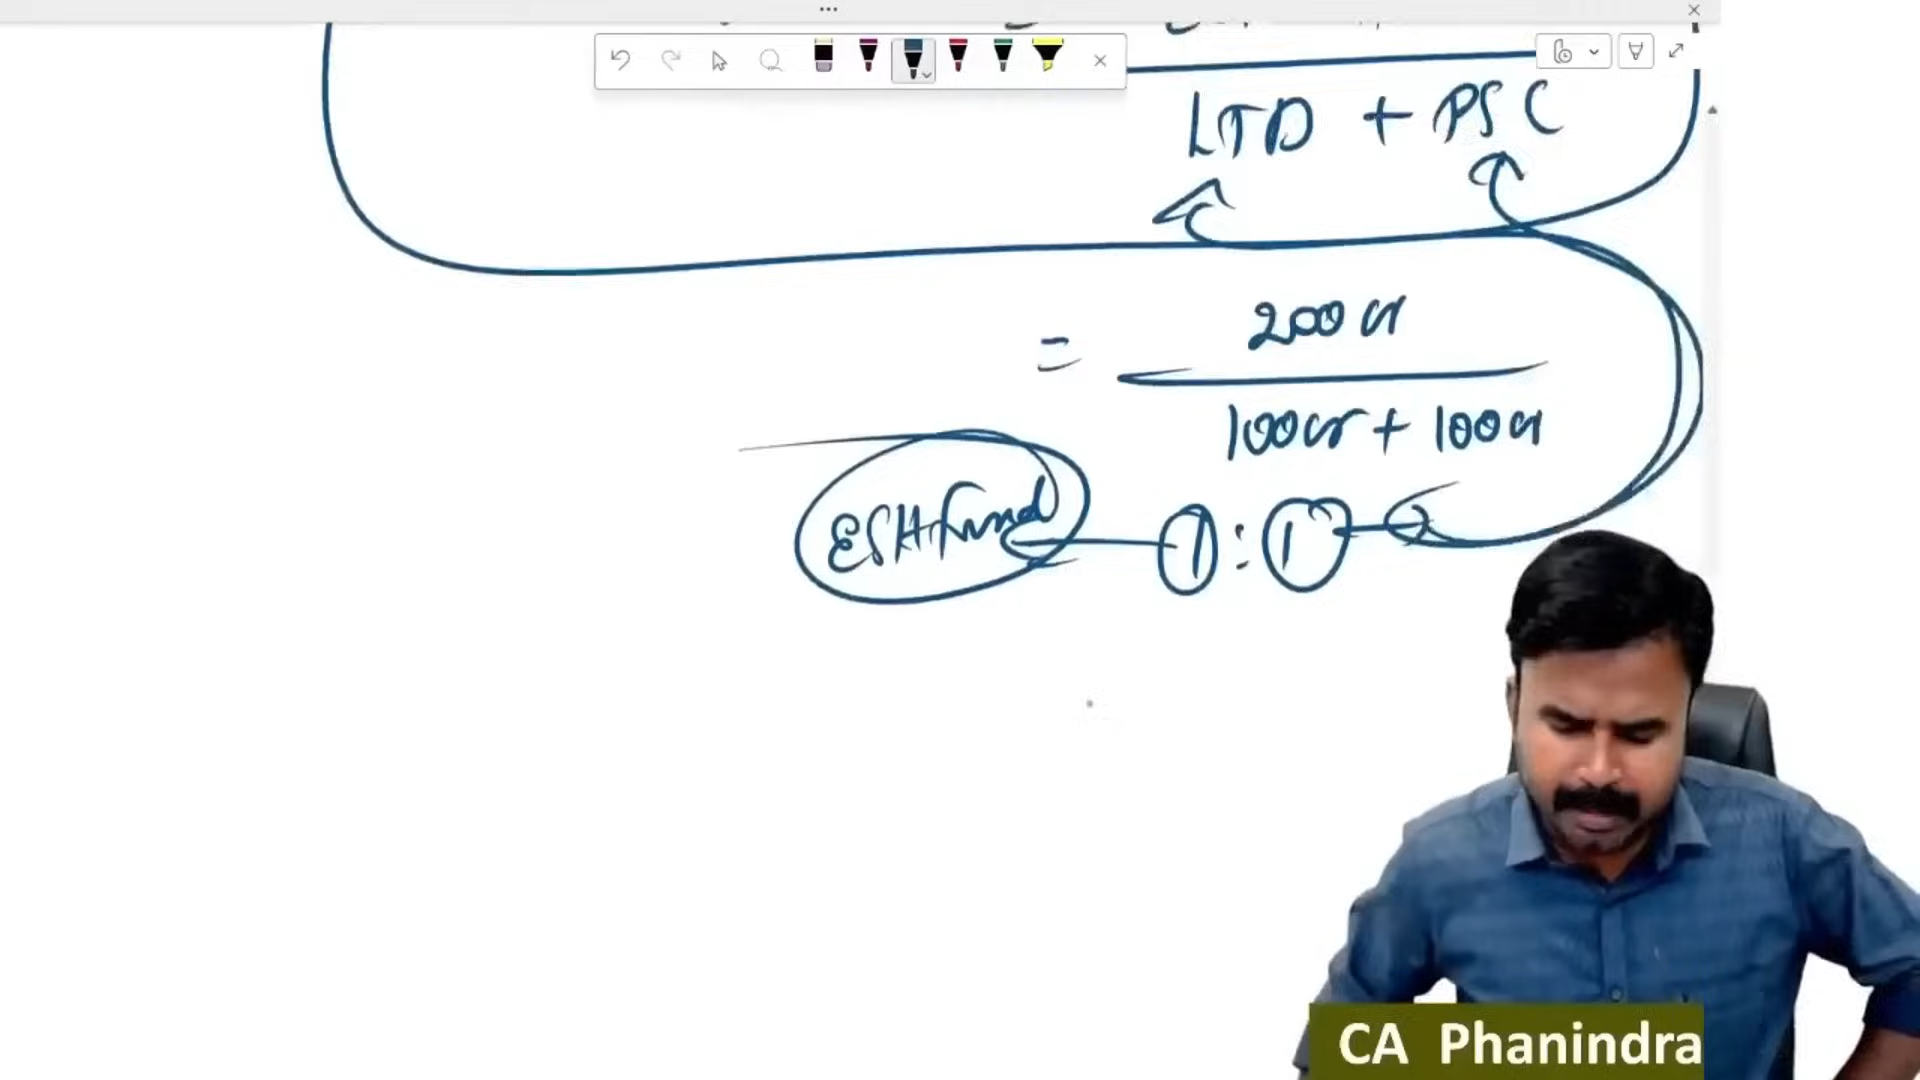 LTD + PSC
= 200 cr
100 cr + 100 cr
ESH Fund 1 : 1
CA Phanindra